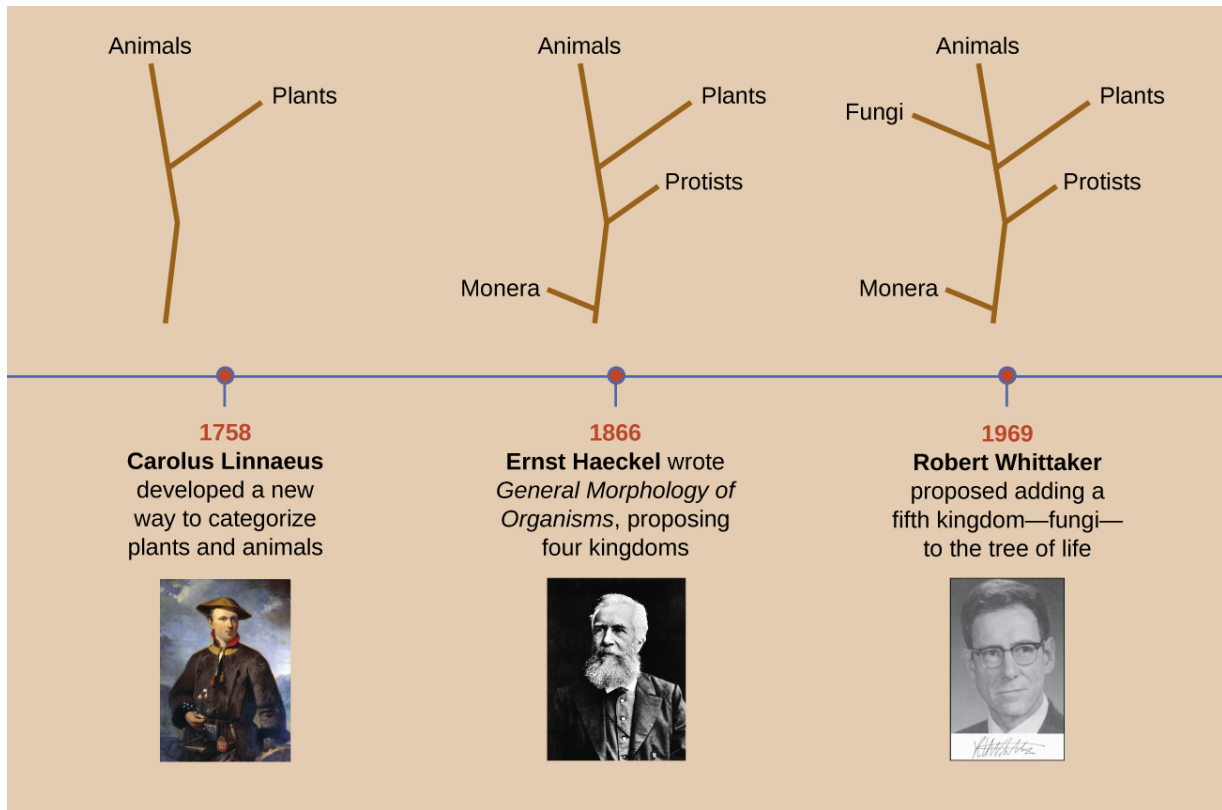 Animals
Plants
Animals
Plants
Protists
Monera
Animals
Fungi
Plants
Protists
Monera
1758
Carolus Linnaeus
developed a new
way to categorize
plants and animals
1866
Ernst Haeckel wrote
General Morphology of
Organisms, proposing
four kingdoms
1969
Robert Whittaker
proposed adding a
fifth kingdom—fungi—
to the tree of life